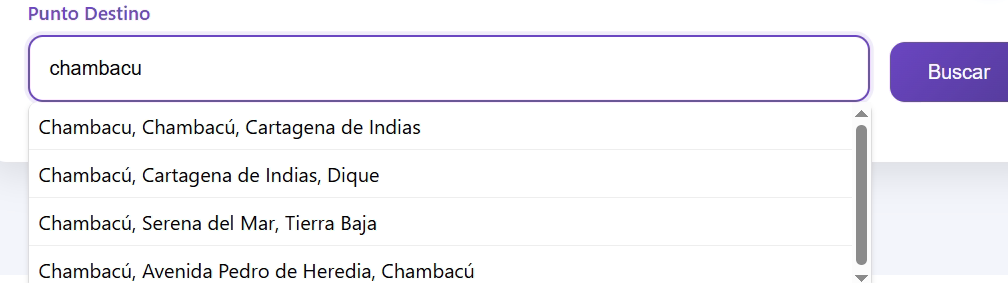 Punto Destino
chambacu
Buscar
Chambacu, Chambacú, Cartagena de Indias
Chambacú, Cartagena de Indias, Dique
Chambacú, Serena del Mar, Tierra Baja
Chambacú, Avenida Pedro de Heredia, Chambacú